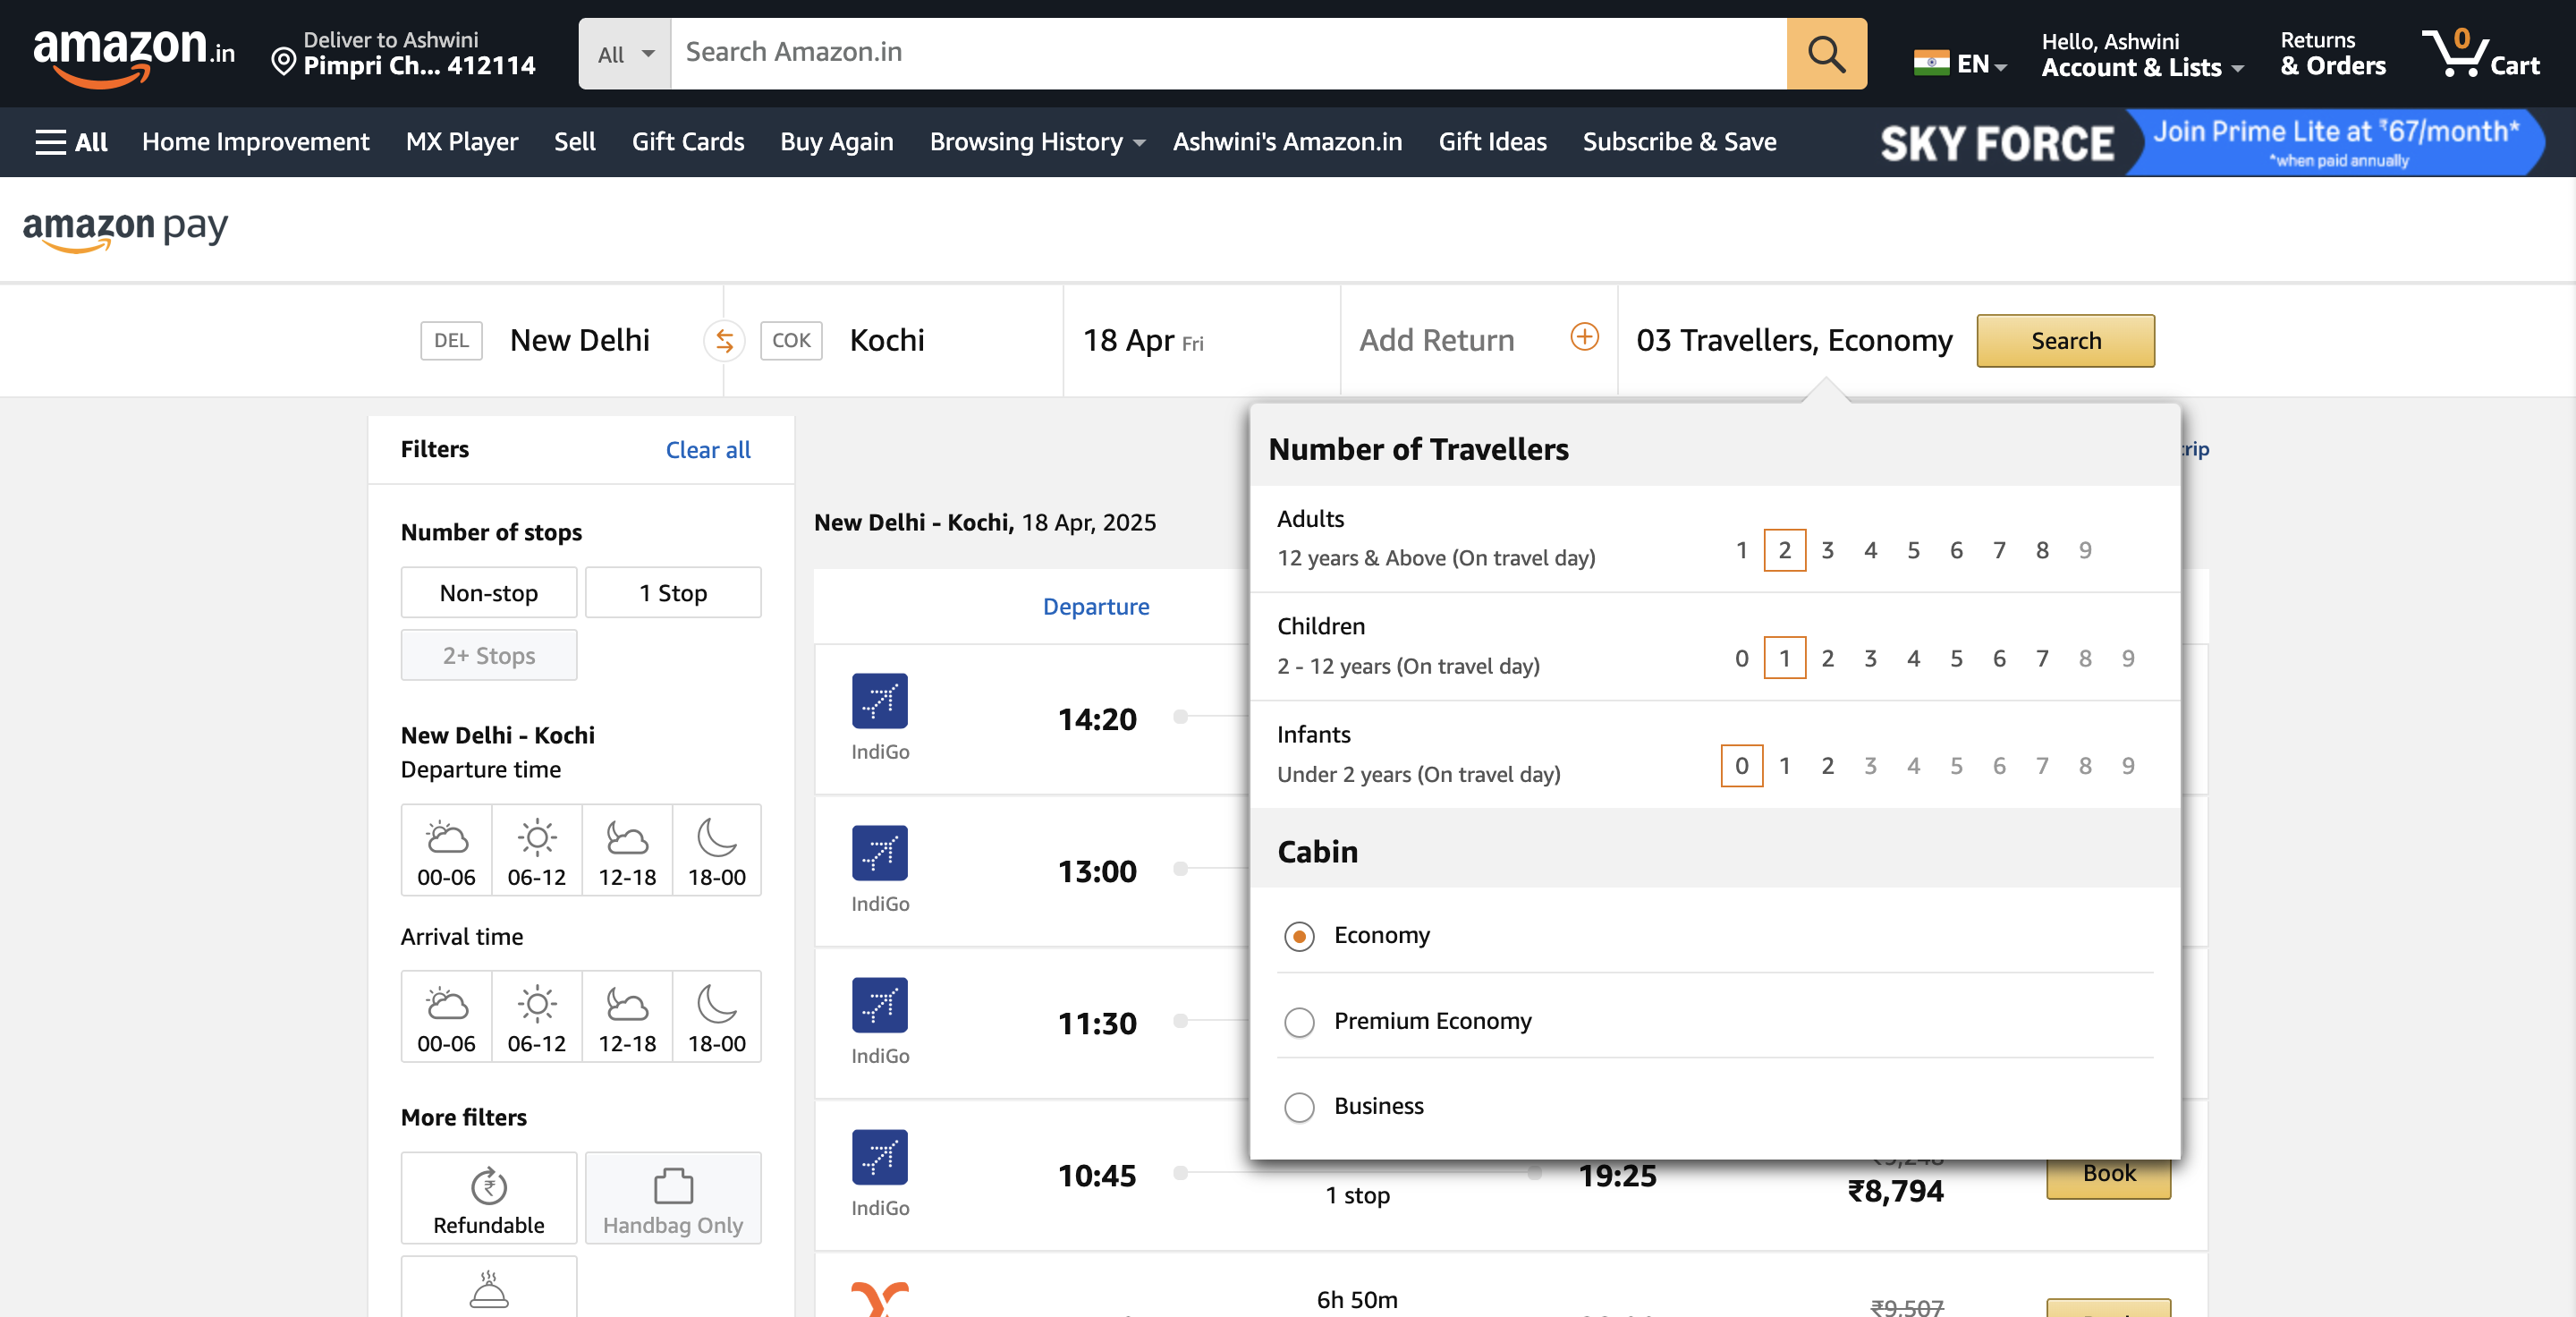 amazon.in
Deliver to Ashwini
Pimpri Ch... 412114
All
Search Amazon.in
EN
Hello, Ashwini
Account & Lists
Returns
& Orders
0
Cart
All
Home Improvement
MX Player
Sell
Gift Cards
Buy Again
Browsing History
Ashwini's Amazon.in
Gift Ideas
Subscribe & Save
SKY FORCE
Join Prime Lite at ₹67/month*
*when paid annually
amazon pay
DEL New Delhi
COK Kochi
18 Apr Fri
Add Return
03 Travellers, Economy
Search
Filters
Clear all
Number of stops
Non-stop
1 Stop
2+ Stops
New Delhi - Kochi
Departure time
00-06 06-12 12-18 18-00
Arrival time
00-06 06-12 12-18 18-00
More filters
Refundable
Handbag Only
New Delhi - Kochi, 18 Apr, 2025
Departure
IndiGo
14:20
IndiGo
13:00
IndiGo
11:30
IndiGo
10:45
1 stop
19:25
₹8,794
Book
6h 50m
₹9,507
Number of Travellers
Adults
12 years & Above (On travel day)
1 2 3 4 5 6 7 8 9
Children
2 - 12 years (On travel day)
0 1 2 3 4 5 6 7 8 9
Infants
Under 2 years (On travel day)
0 1 2 3 4 5 6 7 8 9
Cabin
Economy
Premium Economy
Business